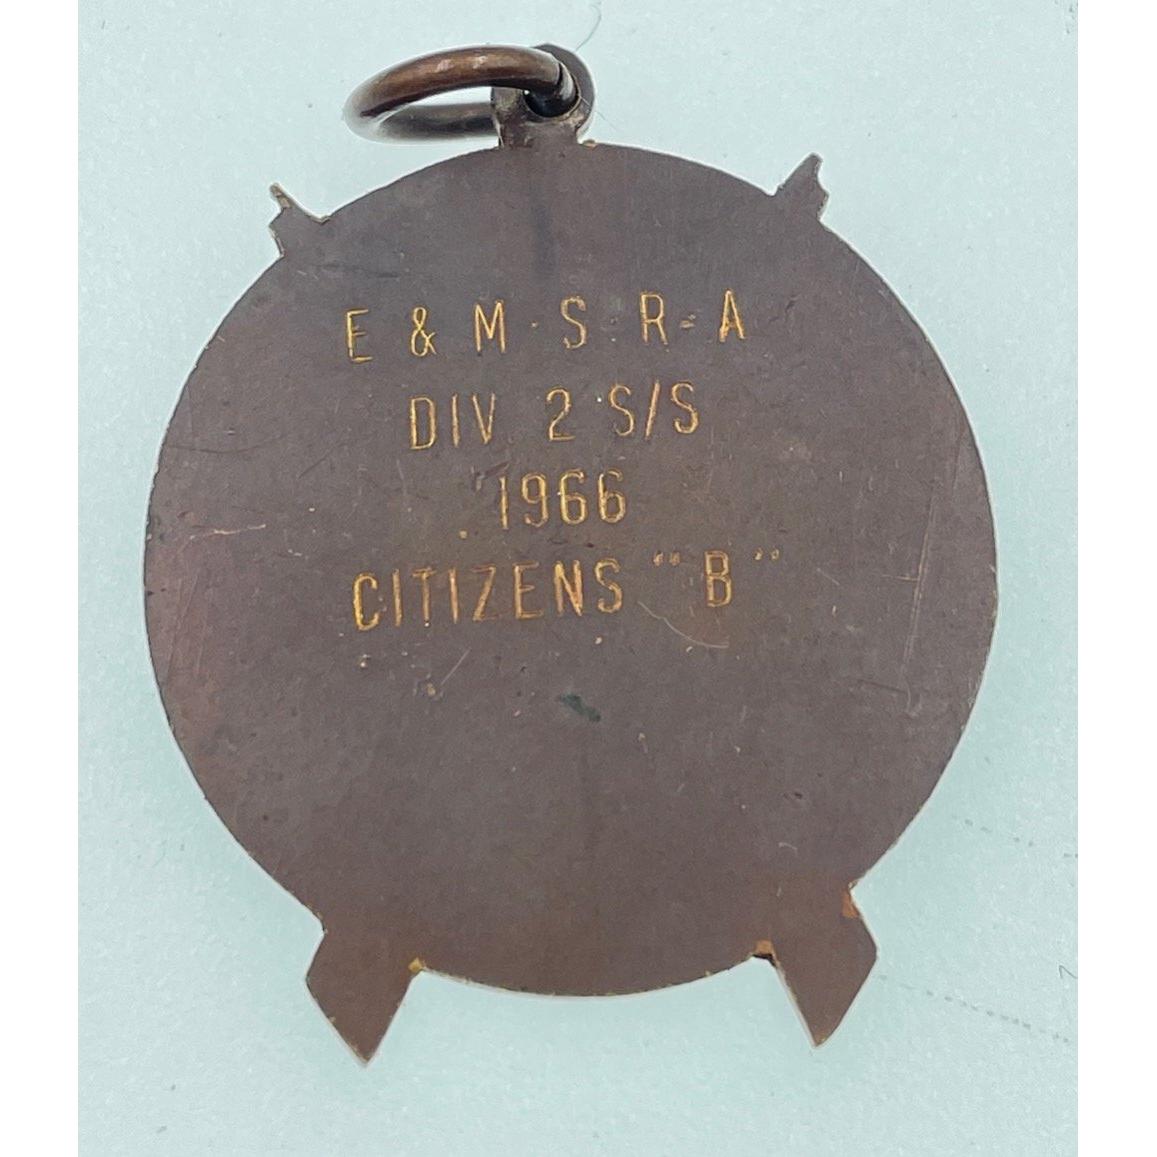 E & M · S · R · A
DIV 2 S/S
1966
CITIZENS "B"